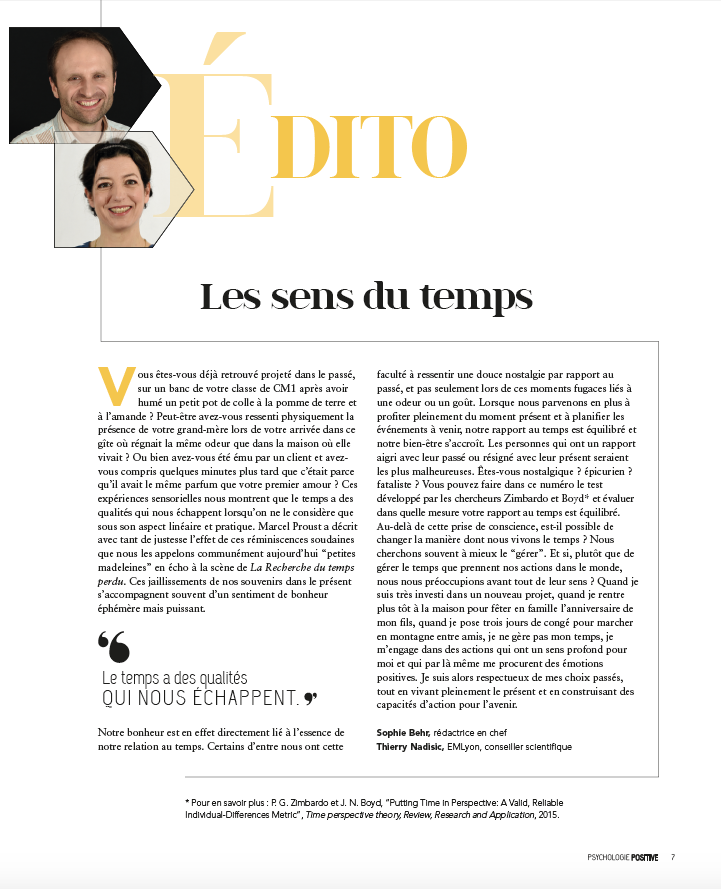 ÉDITO
Les sens du temps
Vous êtes-vous déjà retrouvé projeté dans le passé,
sur un banc de votre classe de CM1 après avoir
humé un petit pot de colle à la pomme de terre et
à l'amande ? Peut-être avez-vous ressenti physiquement la
présence de votre grand-mère lors de votre arrivée dans ce
gîte où régnait la même odeur que dans la maison où elle
vivait ? Ou bien avez-vous été ému par un client et avez-
vous compris quelques minutes plus tard que c'était parce
qu'il avait le même parfum que votre premier amour ? Ces
expériences sensorielles nous montrent que le temps a des
qualités qui nous échappent lorsqu'on ne le considère que
sous son aspect linéaire et pratique. Marcel Proust a décrit
avec tant de justesse l'effet de ces réminiscences soudaines
que nous les appelons communément aujourd'hui "petites
madeleines" en écho à la scène de La Recherche du temps
perdu. Ces jaillissements de nos souvenirs dans le présent
s'accompagnent souvent d'un sentiment de bonheur
éphémère mais puissant.
“ Le temps a des qualités
QUI NOUS ÉCHAPPENT. ”
Notre bonheur est en effet directement lié à l'essence de
notre relation au temps. Certains d'entre nous ont cette
faculté à ressentir une douce nostalgie par rapport au
passé, et pas seulement lors de ces moments fugaces liés à
une odeur ou un goût. Lorsque nous parvenons en plus à
profiter pleinement du moment présent et à planifier les
événements à venir, notre rapport au temps est équilibré et
notre bien-être s'accroît. Les personnes qui ont un rapport
aigri avec leur passé ou résigné avec leur présent seraient
les plus malheureuses. Êtes-vous nostalgique ? épicurien ?
fataliste ? Vous pouvez faire dans ce numéro le test
développé par les chercheurs Zimbardo et Boyd* et évaluer
dans quelle mesure votre rapport au temps est équilibré.
Au-delà de cette prise de conscience, est-il possible de
changer la manière dont nous vivons le temps ? Nous
cherchons souvent à mieux le "gérer". Et si, plutôt que de
gérer le temps que prennent nos actions dans le monde,
nous nous préoccupions avant tout de leur sens ? Quand je
suis très investi dans un nouveau projet, quand je rentre
plus tôt à la maison pour fêter en famille l'anniversaire de
mon fils, quand je pose trois jours de congé pour marcher
en montagne entre amis, je ne gère pas mon temps, je
m'engage dans des actions qui ont un sens profond pour
moi et qui par là même me procurent des émotions
positives. Je suis alors respectueux de mes choix passés,
tout en vivant pleinement le présent et en construisant des
capacités d'action pour l'avenir.
Sophie Behr, rédactrice en chef
Thierry Nadisic, EMLyon, conseiller scientifique
* Pour en savoir plus : P. G. Zimbardo et J. N. Boyd, "Putting Time in Perspective: A Valid, Reliable
Individual-Differences Metric", Time perspective theory, Review, Research and Application, 2015.
PSYCHOLOGIE POSITIVE 7